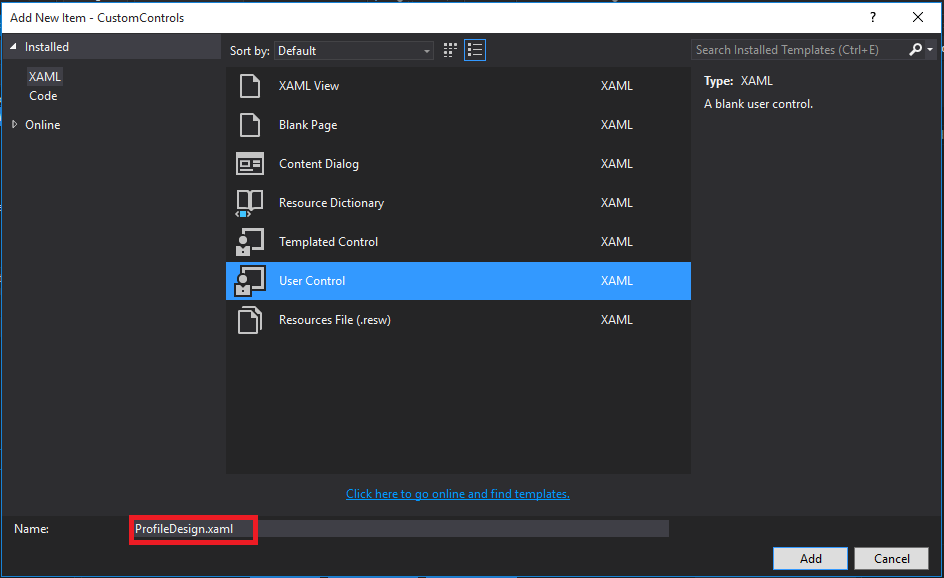 Add New Item - CustomControls ?
Installed
Sort by: Default
Search Installed Templates (Ctrl+E)
XAML
Code
Online
XAML View XAML
Blank Page XAML
Content Dialog XAML
Resource Dictionary XAML
Templated Control XAML
User Control XAML
Resources File (.resw) XAML
Type: XAML
A blank user control.
Click here to go online and find templates.
Name: ProfileDesign.xaml
Add Cancel